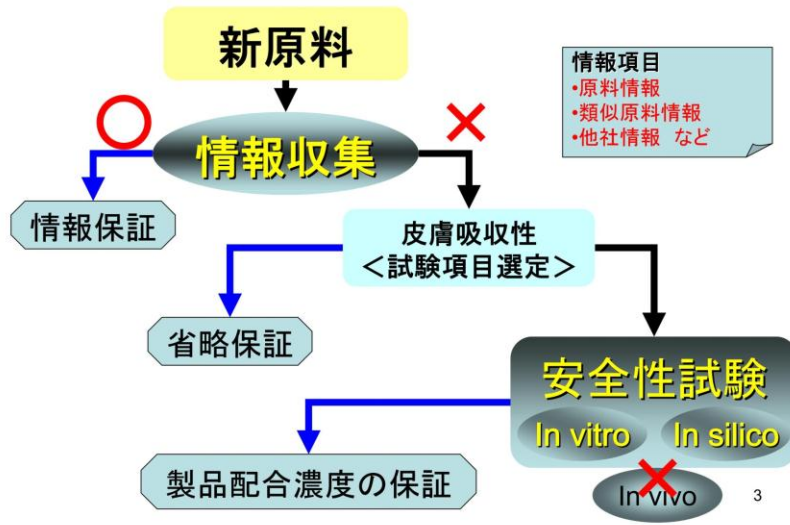 新原料
情報項目
・原料情報
・類似原料情報
・他社情報 など
情報収集
情報保証
皮膚吸収性
＜試験項目選定＞
省略保証
安全性試験
In vitro
In silico
製品配合濃度の保証
In vivo
3